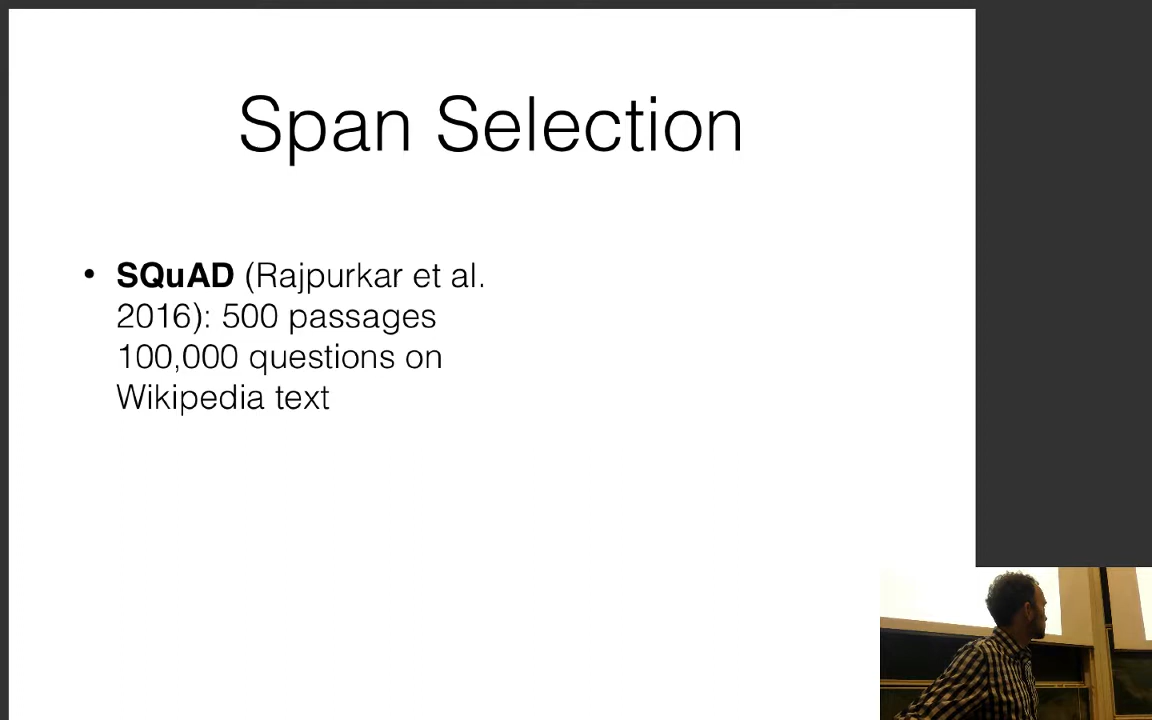 Span Selection
• SQuAD (Rajpurkar et al.
2016): 500 passages
100,000 questions on
Wikipedia text